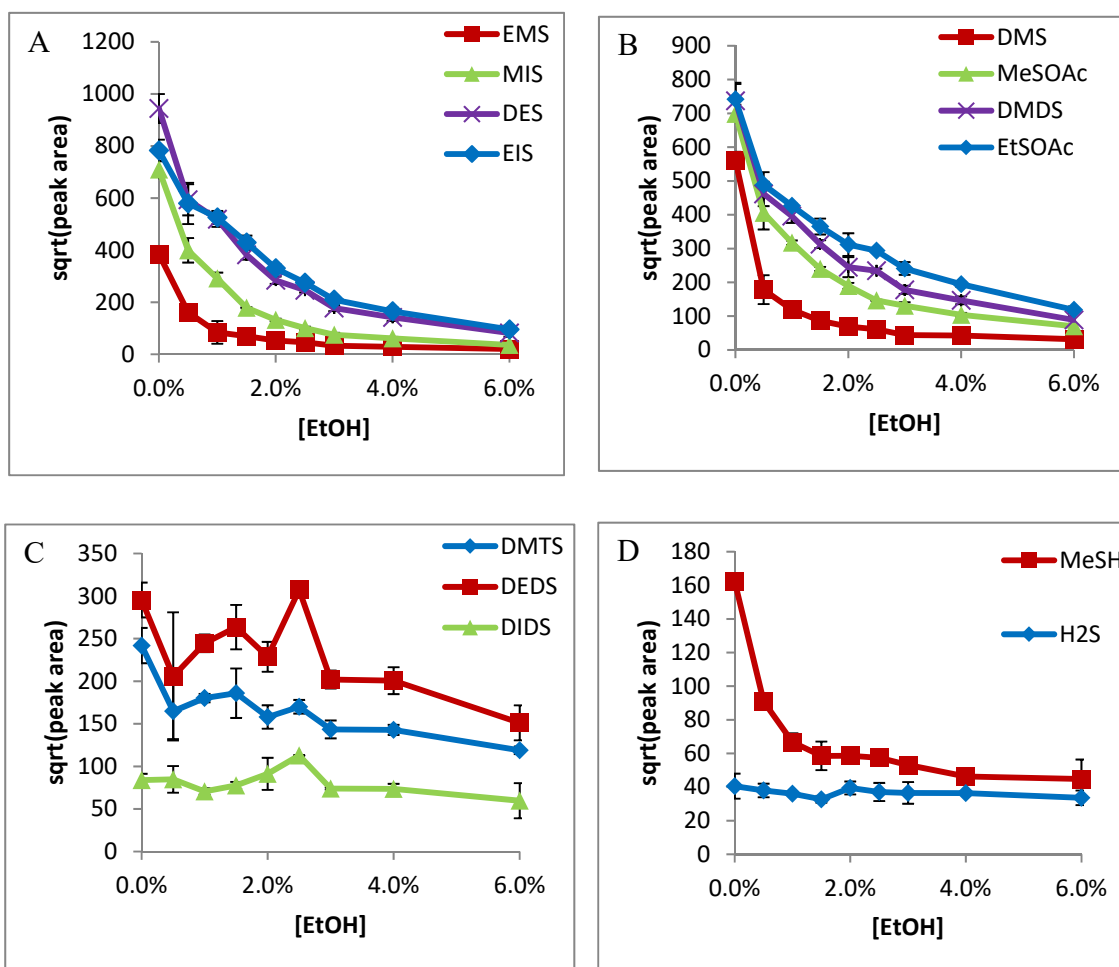 A
EMS
MIS
DES
EIS
sqrt(peak area)
1200
1000
800
600
400
200
0
0.0% 2.0% 4.0% 6.0%
[EtOH]
B
DMS
MeSOAc
DMDS
EtSOAc
sqrt(peak area)
900
800
700
600
500
400
300
200
100
0
0.0% 2.0% 4.0% 6.0%
[EtOH]
C
DMTS
DEDS
DIDS
sqrt(peak area)
350
300
250
200
150
100
50
0
0.0% 2.0% 4.0% 6.0%
[EtOH]
D
MeSH
H2S
sqrt(peak area)
180
160
140
120
100
80
60
40
20
0
0.0% 2.0% 4.0% 6.0%
[EtOH]